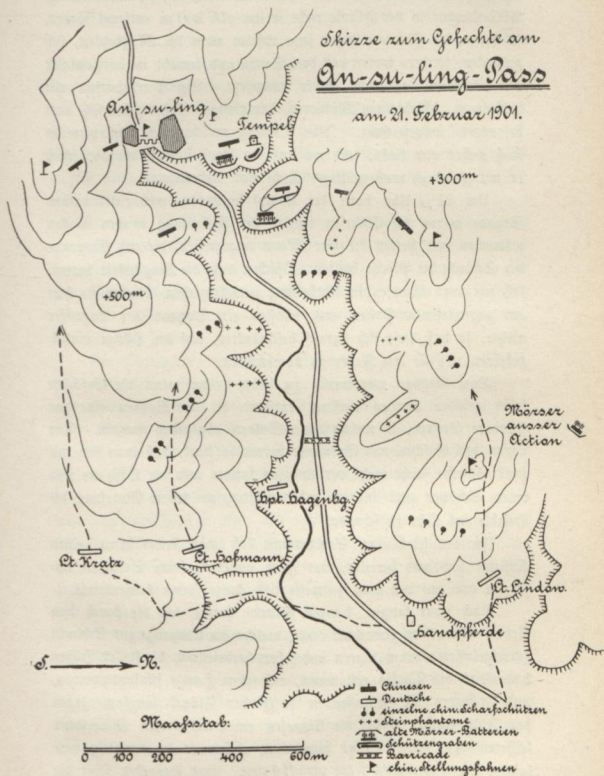 Skizze zum Gefechte am
An-su-ling-Pass
am 21. Februar 1901.
An-su-ling
Tempel
+300m
+500m
Mörser
ausser
Action
Hpt. Hagenbg.
Lt. Kratz
Lt. Hofmann
Lt. Lindow.
Handpferde
S. N.
Maaßstab:
0 100 200 400 600m
Chinesen
Deutsche
einzelne chin. Scharfschützen
Steinphantome
alte Mörser-Batterien
Schützengraben
Barricade
chin. Stellungsfahnen